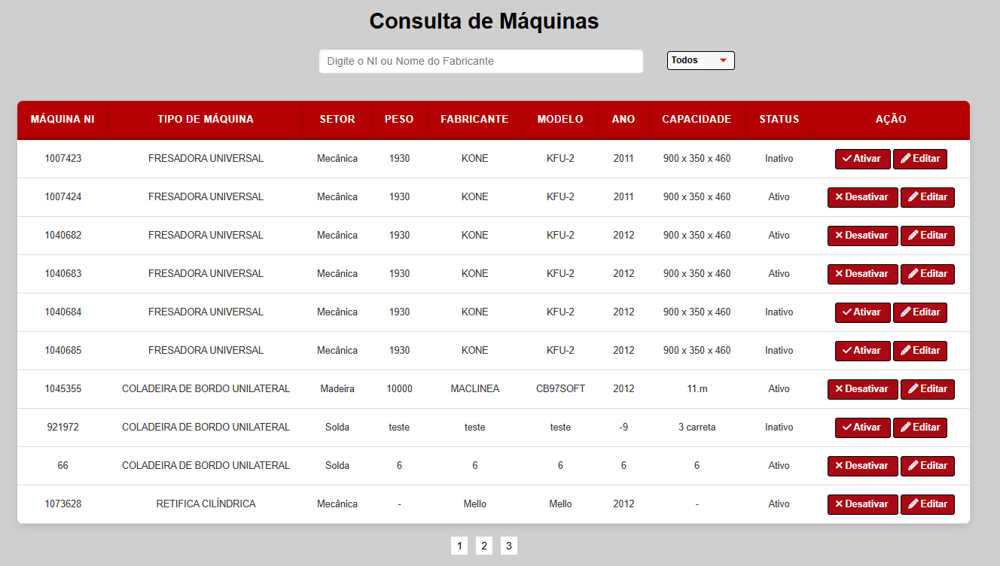 Consulta de Máquinas
Digite o NI ou Nome do Fabricante Todos
MÁQUINA NI TIPO DE MÁQUINA SETOR PESO FABRICANTE MODELO ANO CAPACIDADE STATUS AÇÃO
1007423 FRESADORA UNIVERSAL Mecânica 1930 KONE KFU-2 2011 900 x 350 x 460 Inativo Ativar Editar
1007424 FRESADORA UNIVERSAL Mecânica 1930 KONE KFU-2 2011 900 x 350 x 460 Ativo Desativar Editar
1040682 FRESADORA UNIVERSAL Mecânica 1930 KONE KFU-2 2012 900 x 350 x 460 Ativo Desativar Editar
1040683 FRESADORA UNIVERSAL Mecânica 1930 KONE KFU-2 2012 900 x 350 x 460 Ativo Desativar Editar
1040684 FRESADORA UNIVERSAL Mecânica 1930 KONE KFU-2 2012 900 x 350 x 460 Inativo Ativar Editar
1040685 FRESADORA UNIVERSAL Mecânica 1930 KONE KFU-2 2012 900 x 350 x 460 Inativo Ativar Editar
1045355 COLADEIRA DE BORDO UNILATERAL Madeira 10000 MACLINEA CB97SOFT 2012 11.m Ativo Desativar Editar
921972 COLADEIRA DE BORDO UNILATERAL Solda teste teste teste -9 3 carreta Inativo Ativar Editar
66 COLADEIRA DE BORDO UNILATERAL Solda 6 6 6 6 6 Ativo Desativar Editar
1073628 RETIFICA CILÍNDRICA Mecânica - Mello Mello 2012 - Ativo Desativar Editar
1 2 3